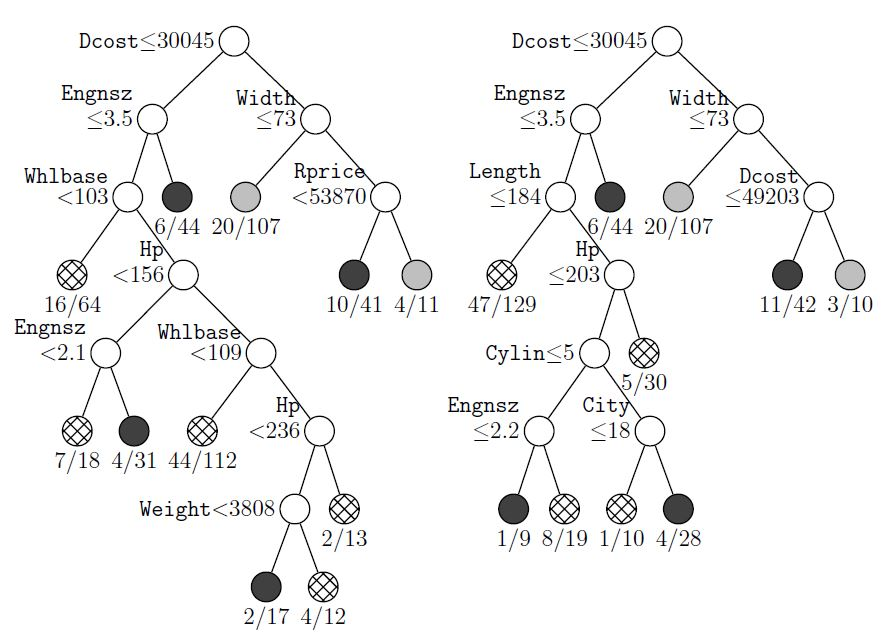 Dcost≤30045
Engnsz
≤3.5
Width
≤73
Whlbase
<103
Rprice
<53870
6/44
20/107
Hp
<156
16/64
10/41
4/11
Engnsz
<2.1
Whlbase
<109
7/18
4/31
44/112
Hp
<236
Weight<3808
2/13
2/17
4/12
Dcost≤30045
Engnsz
≤3.5
Width
≤73
Length
≤184
Dcost
≤49203
6/44
20/107
Hp
≤203
47/129
11/42
3/10
Cylin≤5
5/30
Engnsz
≤2.2
City
≤18
1/9
8/19
1/10
4/28